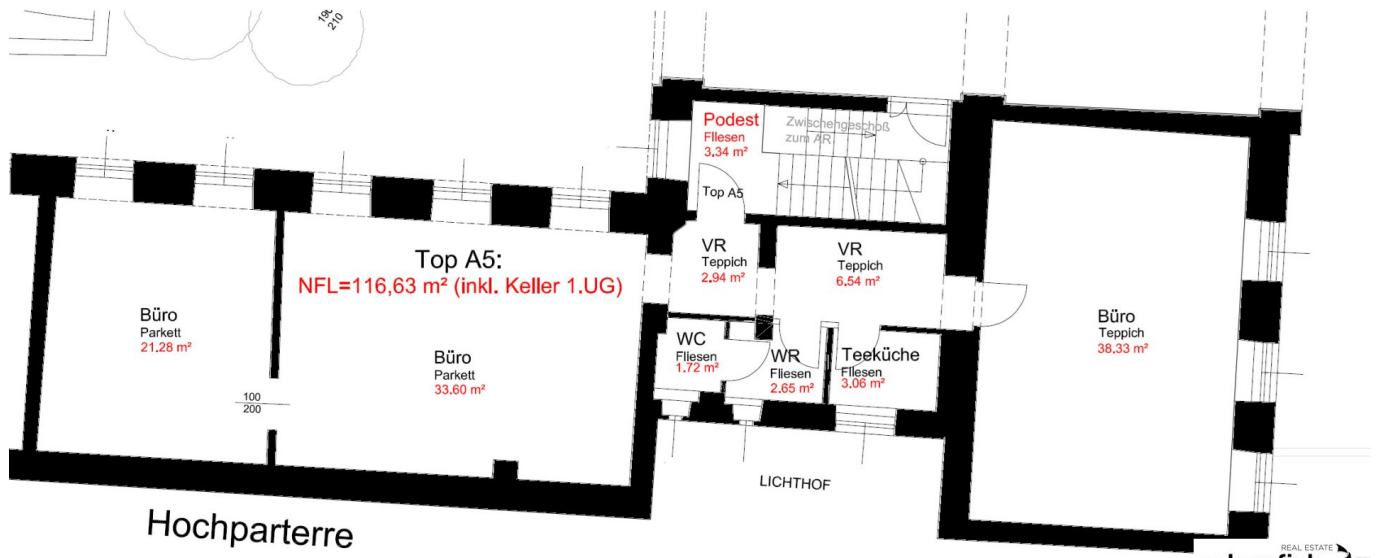 190
210
Podest
Fliesen
3.34 m²
Zwischengeschoß
zum AR
Top A5
VR
Teppich
2.94 m²
VR
Teppich
6.54 m²
Top A5:
NFL=116,63 m² (inkl. Keller 1.UG)
Büro
Parkett
21.28 m²
Büro
Parkett
33.60 m²
100
200
WC
Fliesen
1.72 m²
WR
Fliesen
2.65 m²
Teeküche
Fliesen
3.06 m²
Büro
Teppich
38.33 m²
LICHTHOF
Hochparterre
REAL ESTATE